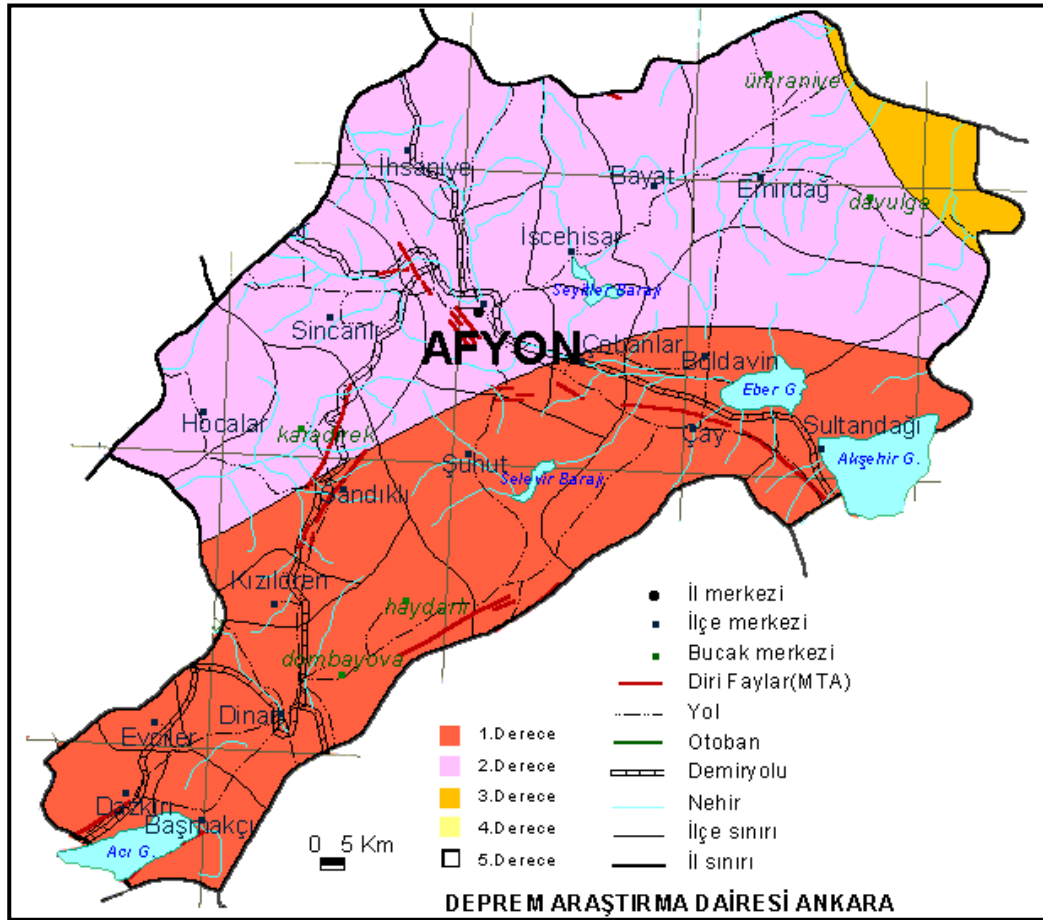 ümraniye
İhsaniye
Bayat
Emirdağ
davulga
İscehisar
Seyitler Barajı
Sincanlı
AFYON
Çobanlar
Bolvadin
Eber G
Hocalar
karadirek
Şuhut
Çay
Sultandağı
Akşehir G.
Selevir Barajı
Sandıklı
Kızılören
haydarlı
dombayova
Dinar
Evciler
Dazkırı
Başmakçı
Acı G.
0 5 Km
1.Derece
2.Derece
3.Derece
4.Derece
5.Derece
İl merkezi
İlçe merkezi
Bucak merkezi
Diri Faylar(MTA)
Yol
Otoban
Demiryolu
Nehir
İlçe sınırı
İl sınırı
DEPREM ARAŞTIRMA DAİRESİ ANKARA